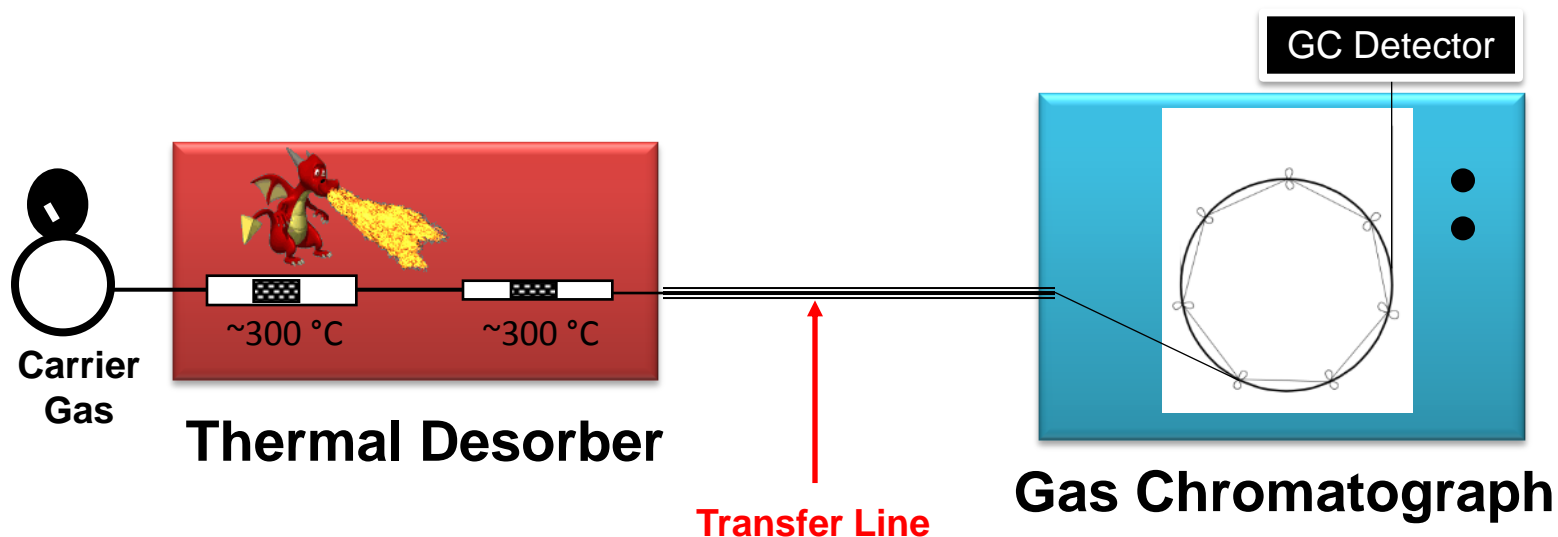 GC Detector
~300 °C
~300 °C
Carrier
Gas
Thermal Desorber
Transfer Line
Gas Chromatograph